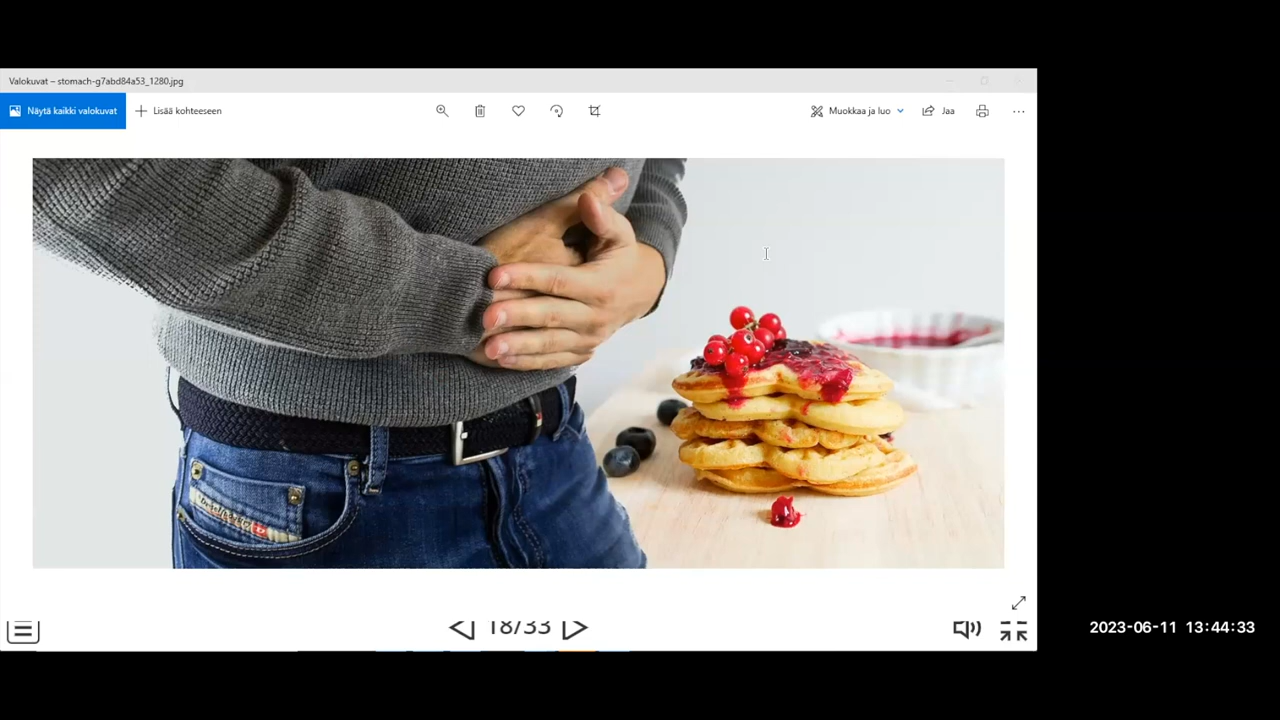 Valokuvat – stomach-g7abd84a53_1280.jpg
Näytä kaikki valokuvat
Lisää kohteeseen
Muokkaa ja luo
Jaa
18/33
2023-06-11 13:44:33